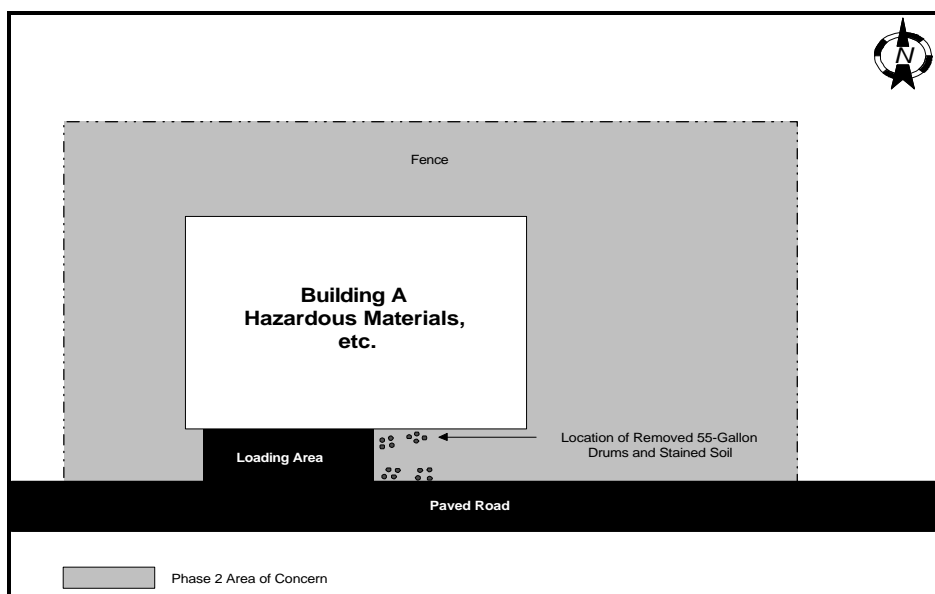 N
Fence
Building A
Hazardous Materials,
etc.
Loading Area
Location of Removed 55-Gallon
Drums and Stained Soil
Paved Road
Phase 2 Area of Concern